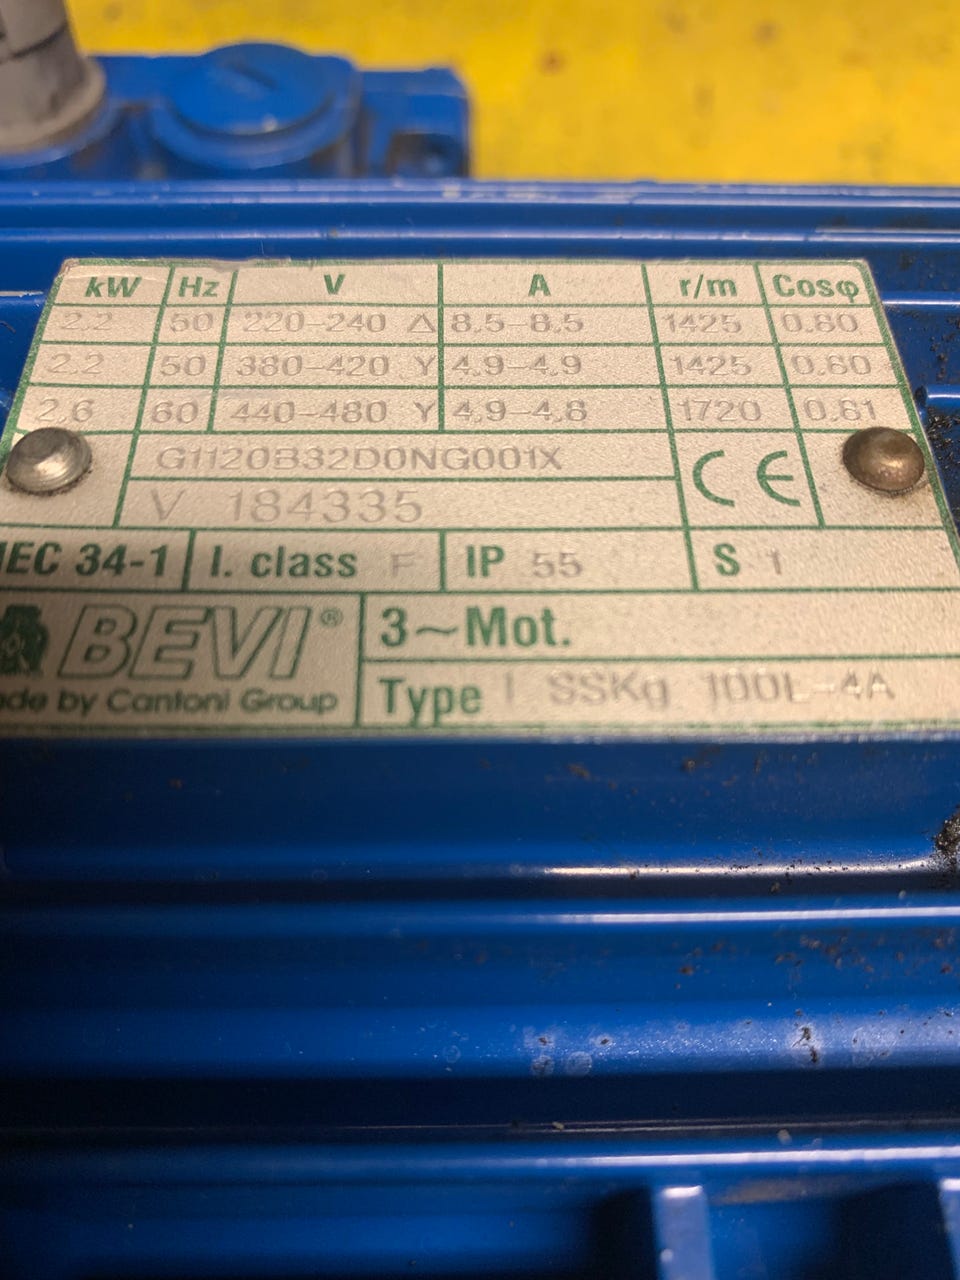 kW Hz V A r/m Cosφ
2.2 50 220-240 Δ 8.5-8.5 1425 0.80
2.2 50 380-420 Y 4.9-4.9 1425 0.80
2.6 60 440-480 Y 4.9-4.8 1720 0.81
G1120B32D0NG001X
V 184335
IEC 34-1 I. class F IP 55 S 1
BEVI® 3~Mot.
Made by Cantoni Group Type SSKg 100L-4A